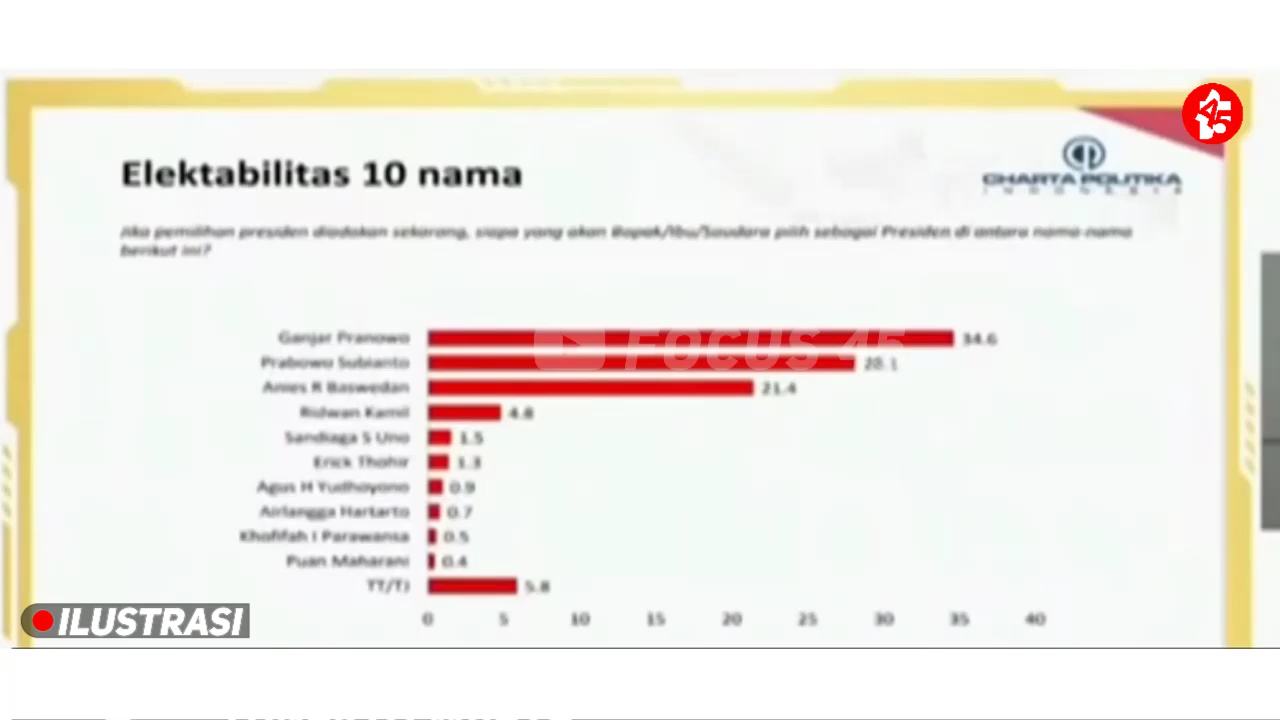 45
Elektabilitas 10 nama
CHARTA POLITIKA
INDONESIA
Jika pemilihan presiden diadakan sekarang, siapa yang akan Bapak/Ibu/Saudara pilih sebagai Presiden di antara nama-nama
berikut ini?
Ganjar Pranowo 34.6
Prabowo Subianto 28.1
Anies R Baswedan 21.4
Ridwan Kamil 4.8
Sandiaga S Uno 1.5
Erick Thohir 1.3
Agus H Yudhoyono 0.9
Airlangga Hartarto 0.7
Khofifah I Parawansa 0.5
Puan Maharani 0.4
TT/TJ 5.8
0 5 10 15 20 25 30 35 40
FOCUS 45
ILUSTRASI